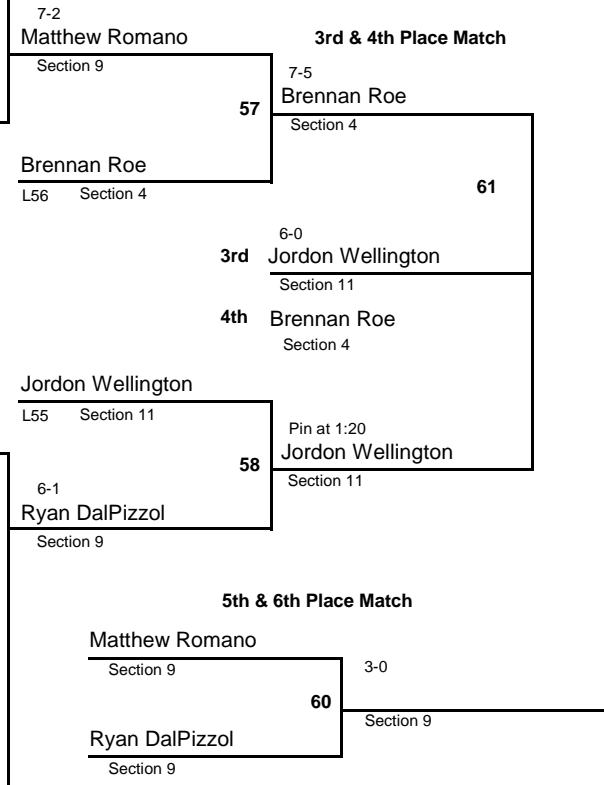 7-2
Matthew Romano
3rd & 4th Place Match
Section 9
7-5
Brennan Roe
57
Section 4
Brennan Roe
L56 Section 4
61
6-0
3rd Jordon Wellington
Section 11
4th Brennan Roe
Section 4
Jordon Wellington
L55 Section 11
Pin at 1:20
Jordon Wellington
58
Section 11
6-1
Ryan DalPizzol
Section 9
5th & 6th Place Match
Matthew Romano
Section 9
3-0
60
Section 9
Ryan DalPizzol
Section 9